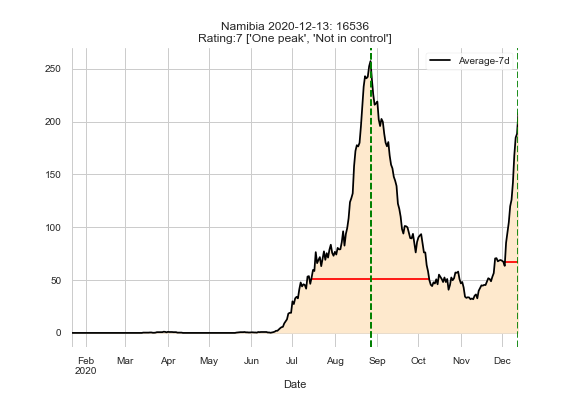 Namibia 2020-12-13: 16536
Rating:7 ['One peak', 'Not in control']
Average-7d
250
200
150
100
50
0
Feb Mar Apr May Jun Jul Aug Sep Oct Nov Dec
2020
Date